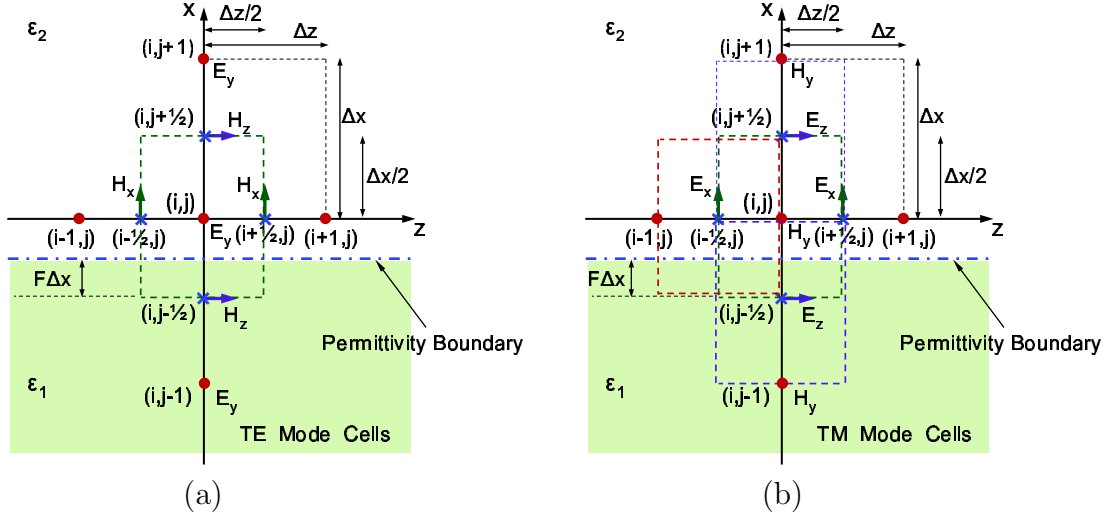 x
Δz/2
ε₂
Δz
(i,j+1)
E_y
(i,j+½)
H_z
Δx
H_x
H_x
Δx/2
(i,j)
z
(i-1,j)
(i-½,j)
E_y
(i+½,j)
(i+1,j)
FΔx
(i,j-½)
H_z
Permittivity Boundary
ε₁
(i,j-1)
E_y
TE Mode Cells
(a)
x
Δz/2
ε₂
Δz
(i,j+1)
H_y
(i,j+½)
E_z
Δx
E_x
E_x
Δx/2
(i,j)
z
(i-1,j)
(i-½,j)
H_y
(i+½,j)
(i+1,j)
FΔx
(i,j-½)
E_z
Permittivity Boundary
ε₁
(i,j-1)
H_y
TM Mode Cells
(b)